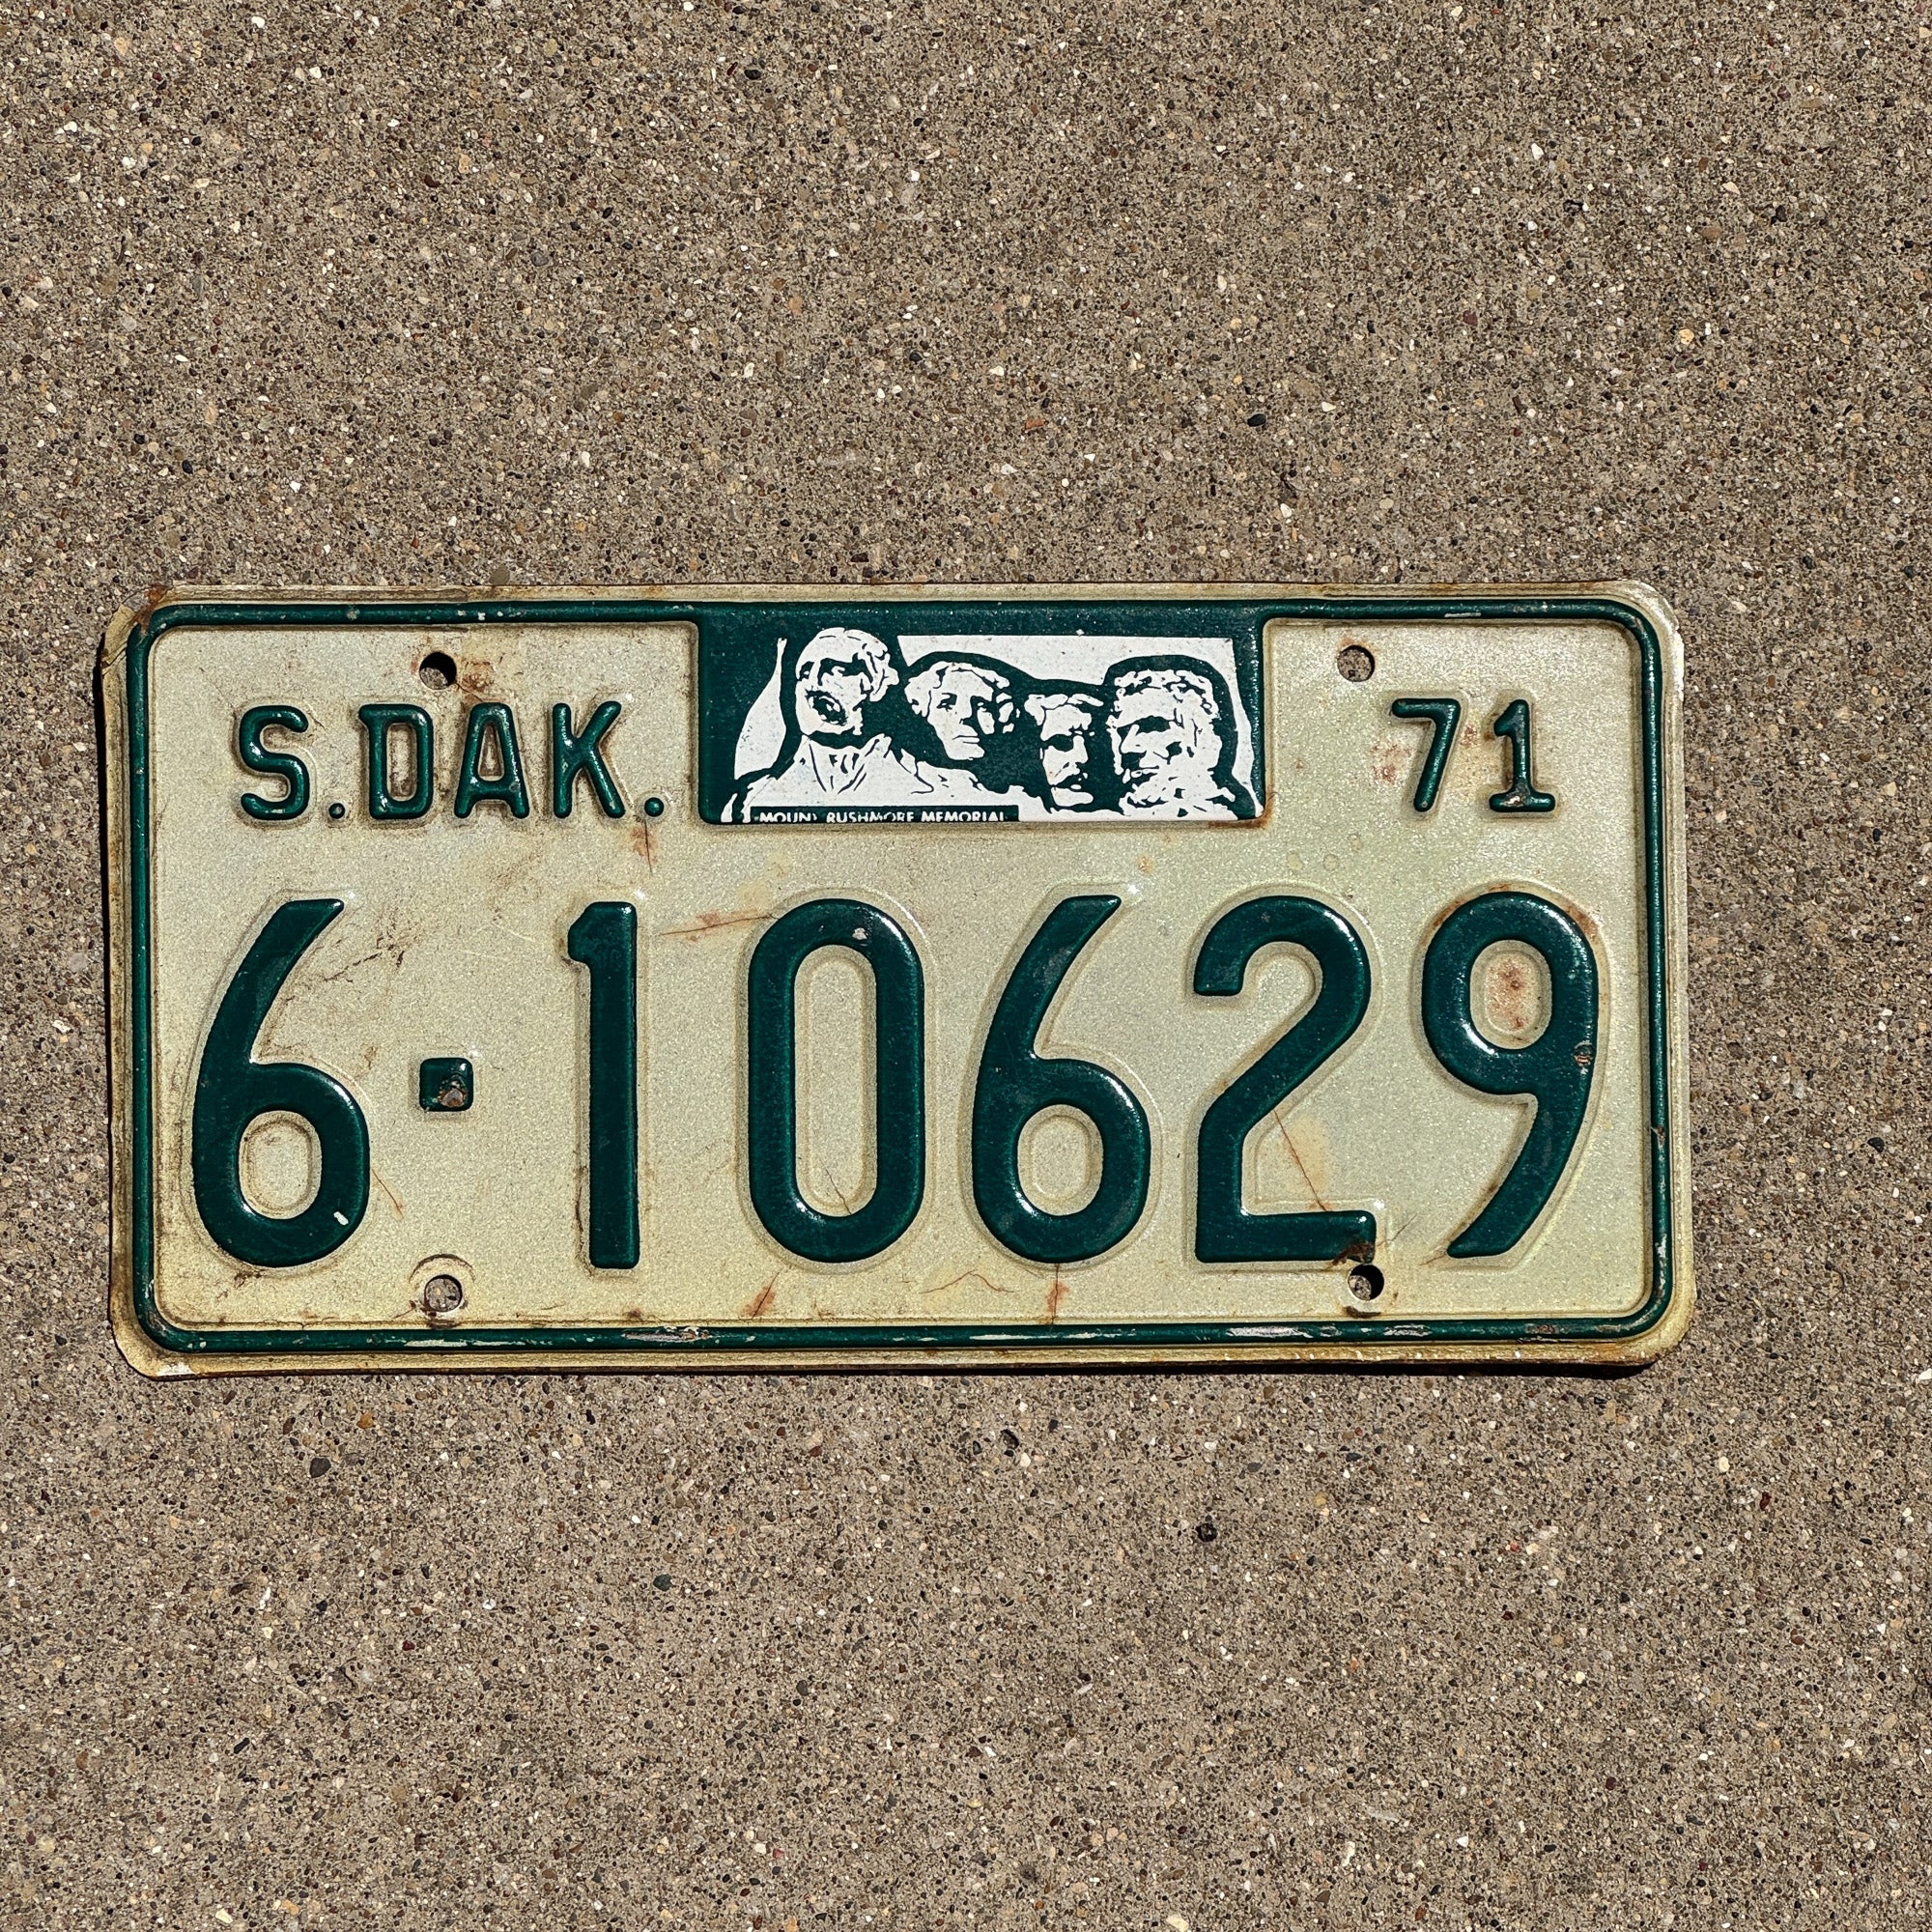 S.DAK. 71
MOUNT RUSHMORE MEMORIAL
6·10629